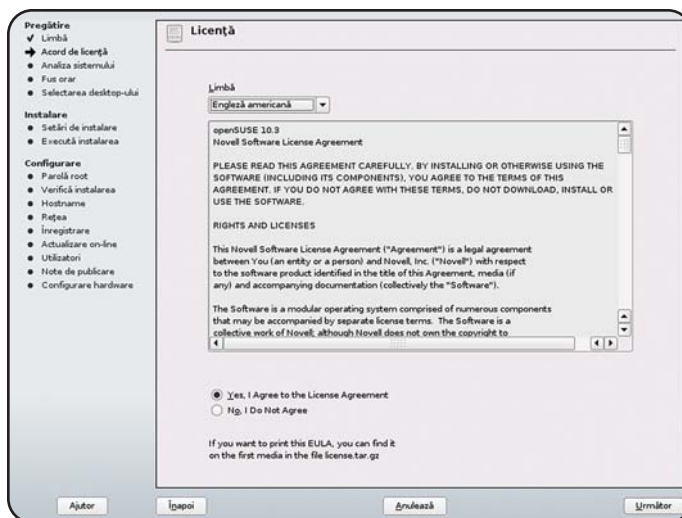 Pregătire
Limbă
Acord de licență
Analiza sistemului
Fus orar
Selectarea desktop-ului
Instalare
Setări de instalare
Execută instalarea
Configurare
Parolă root
Verifică instalarea
Hostname
Rețea
Înregistrare
Actualizare on-line
Utilizatori
Note de publicare
Configurare hardware
Licență
Limbă
Engleză americană
openSUSE 10.3
Novell Software License Agreement
PLEASE READ THIS AGREEMENT CAREFULLY. BY INSTALLING OR OTHERWISE USING THE
SOFTWARE (INCLUDING ITS COMPONENTS), YOU AGREE TO THE TERMS OF THIS
AGREEMENT. IF YOU DO NOT AGREE WITH THESE TERMS, DO NOT DOWNLOAD, INSTALL OR
USE THE SOFTWARE.
RIGHTS AND LICENSES
This Novell Software License Agreement ("Agreement") is a legal agreement
between You (an entity or a person) and Novell, Inc. ("Novell") with respect
to the software product identified in the title of this Agreement, media (if
any) and accompanying documentation (collectively the "Software").
The Software is a modular operating system comprised of numerous components
that may be accompanied by separate license terms. The Software is a
collective work of Novell; although Novell does not own the copyright to
Yes, I Agree to the License Agreement
No, I Do Not Agree
If you want to print this EULA, you can find it
on the first media in the file license.tar.gz
Ajutor
Înapoi
Anulează
Următor